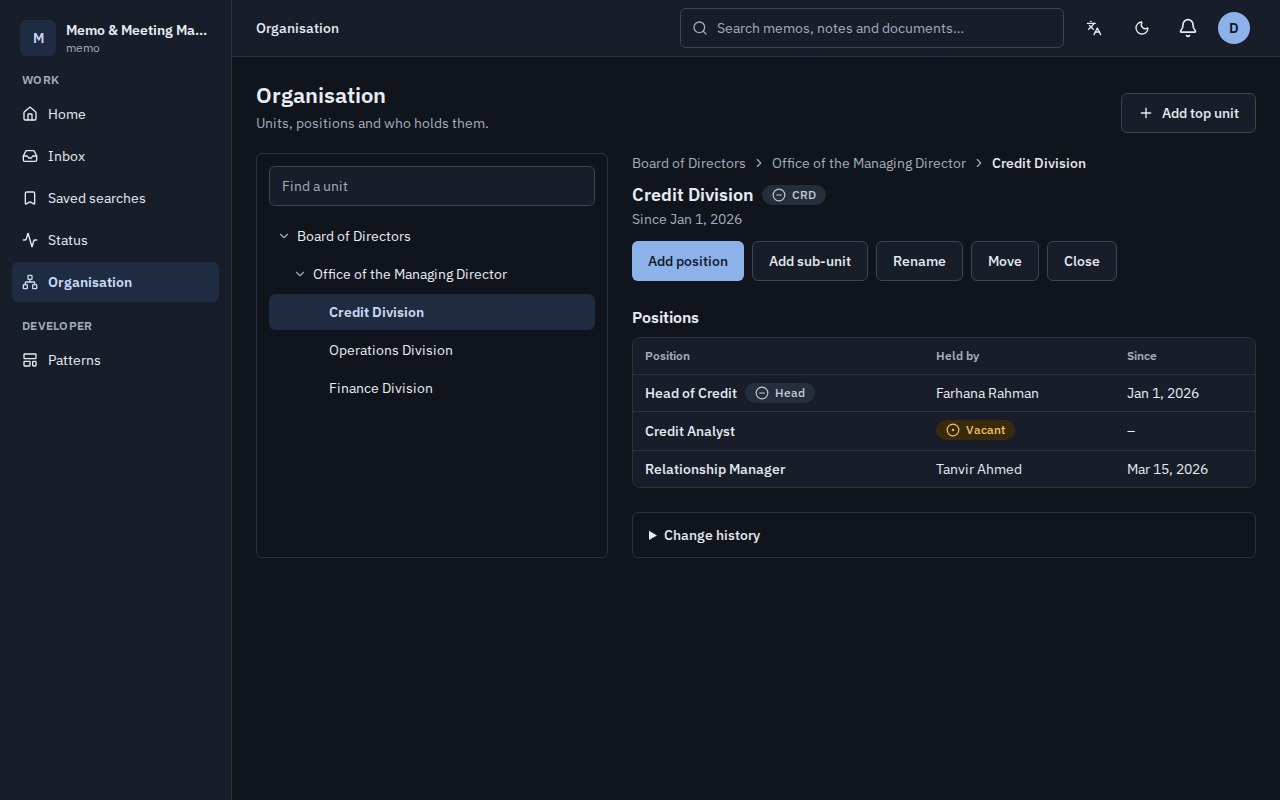 M
Memo & Meeting Ma...
memo
WORK
Home
Inbox
Saved searches
Status
Organisation
DEVELOPER
Patterns
Organisation
Search memos, notes and documents...
D
Organisation
Units, positions and who holds them.
Add top unit
Find a unit
Board of Directors
Office of the Managing Director
Credit Division
Operations Division
Finance Division
Board of Directors > Office of the Managing Director > Credit Division
Credit Division CRD
Since Jan 1, 2026
Add position Add sub-unit Rename Move Close
Positions
Position Held by Since
Head of Credit Head Farhana Rahman Jan 1, 2026
Credit Analyst Vacant –
Relationship Manager Tanvir Ahmed Mar 15, 2026
Change history